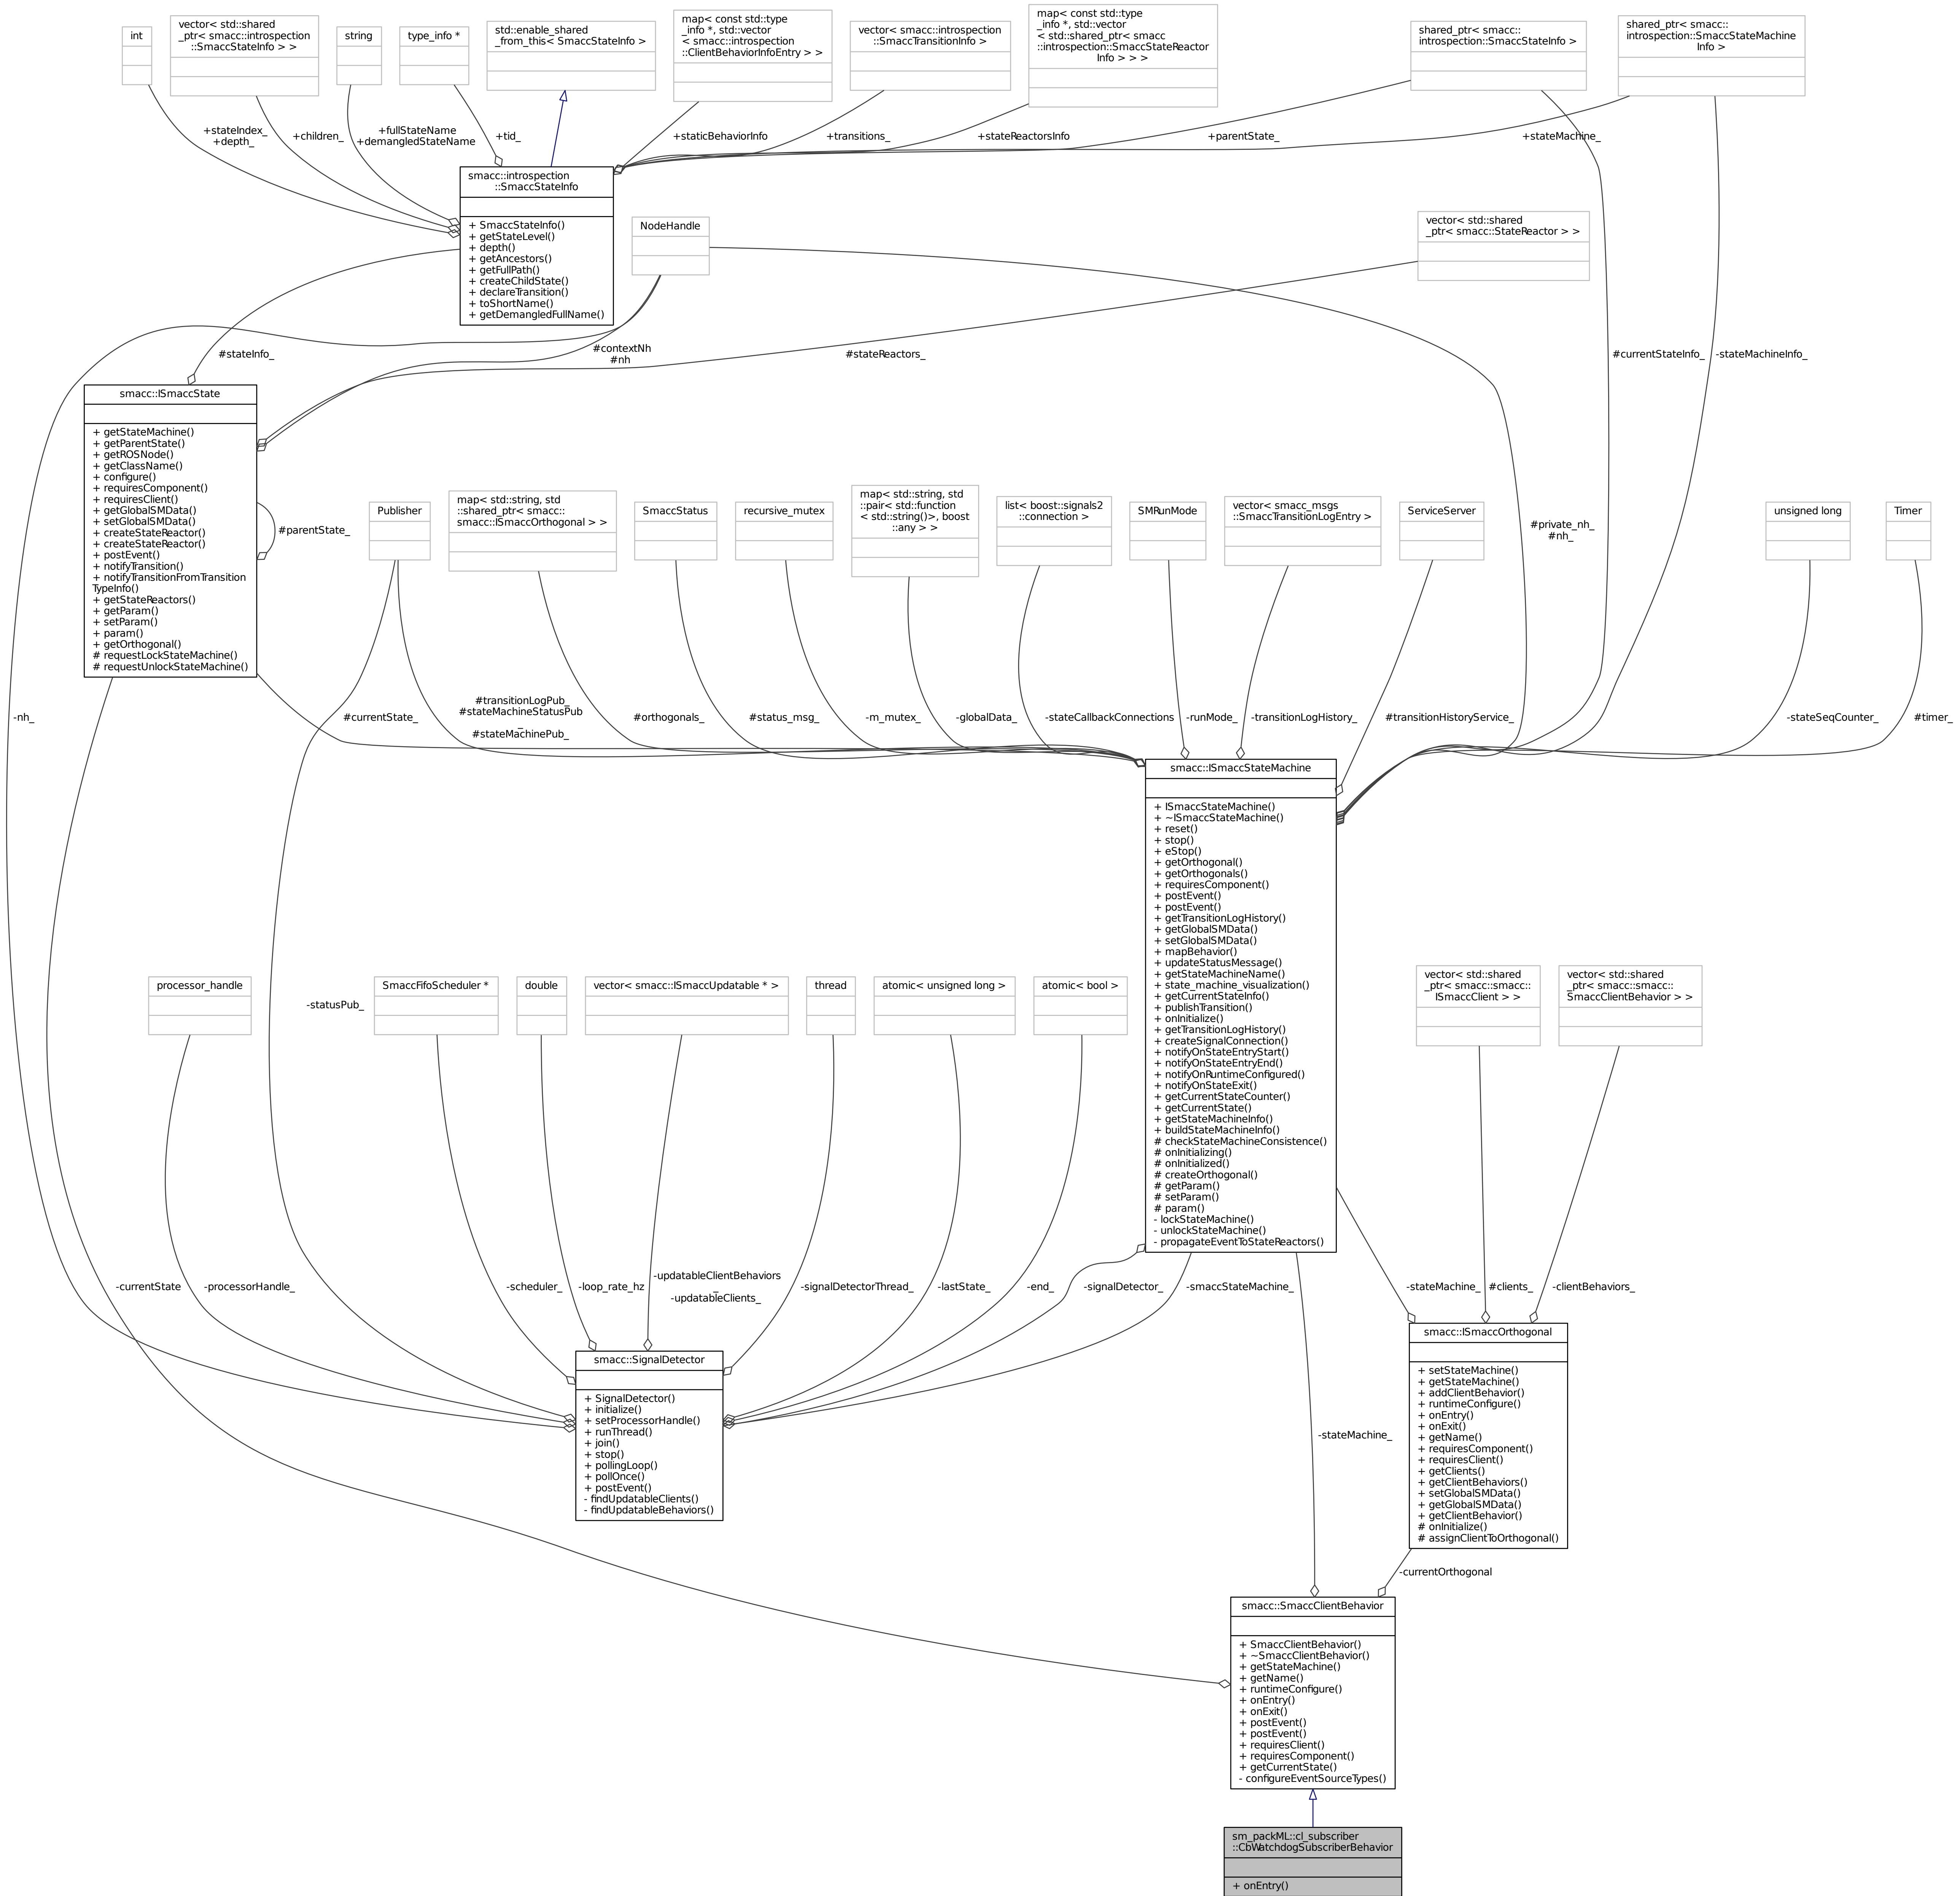 int
vector< std::shared
_ptr< smacc::introspection
::SmaccStateInfo > >
string
type_info *
std::enable_shared
_from_this< SmaccStateInfo >
map< const std::type
_info *, std::vector
< smacc::introspection
::ClientBehaviorInfoEntry > >
vector< smacc::introspection
::SmaccTransitionInfo >
map< const std::type
_info *, std::vector
< std::shared_ptr< smacc
::introspection::SmaccStateReactor
Info > > >
shared_ptr< smacc::
introspection::SmaccStateInfo >
shared_ptr< smacc::
introspection::SmaccStateMachine
Info >
+stateIndex_
+depth_
+children_
+fullStateName
+demangledStateName
+tid_
+staticBehaviorInfo
+transitions_
+stateReactorsInfo
+parentState_
+stateMachine_
smacc::introspection
::SmaccStateInfo
+ SmaccStateInfo()
+ getStateLevel()
+ depth()
+ getAncestors()
+ getFullPath()
+ createChildState()
+ declareTransition()
+ toShortName()
+ getDemangledFullName()
NodeHandle
vector< std::shared
_ptr< smacc::StateReactor > >
#stateInfo_
#contextNh
#nh
#stateReactors_
#currentStateInfo_
-stateMachineInfo_
smacc::ISmaccState
+ getStateMachine()
+ getParentState()
+ getROSNode()
+ getClassName()
+ configure()
+ requiresComponent()
+ requiresClient()
+ getGlobalSMData()
+ setGlobalSMData()
+ createStateReactor()
+ createStateReactor()
+ postEvent()
+ notifyTransition()
+ notifyTransitionFromTransition
TypeInfo()
+ getStateReactors()
+ getParam()
+ setParam()
+ param()
+ getOrthogonal()
# requestLockStateMachine()
# requestUnlockStateMachine()
#parentState_
Publisher
map< std::string, std
::shared_ptr< smacc::
smacc::ISmaccOrthogonal > >
SmaccStatus
recursive_mutex
map< std::string, std
::pair< std::function
< std::string()>, boost
::any > >
list< boost::signals2
::connection >
SMRunMode
vector< smacc_msgs
::SmaccTransitionLogEntry >
ServiceServer
#private_nh_
#nh_
unsigned long
Timer
-nh_
#currentState_
#transitionLogPub_
#stateMachineStatusPub
_
#stateMachinePub_
#orthogonals_
#status_msg_
-m_mutex_
-globalData_
-stateCallbackConnections
-runMode_
-transitionLogHistory_
#transitionHistoryService_
-stateSeqCounter_
#timer_
smacc::ISmaccStateMachine
+ ISmaccStateMachine()
+ ~ISmaccStateMachine()
+ reset()
+ stop()
+ eStop()
+ getOrthogonal()
+ getOrthogonals()
+ requiresComponent()
+ postEvent()
+ postEvent()
+ getTransitionLogHistory()
+ getGlobalSMData()
+ setGlobalSMData()
+ mapBehavior()
+ updateStatusMessage()
+ getStateMachineName()
+ state_machine_visualization()
+ getCurrentStateInfo()
+ publishTransition()
+ onInitialize()
+ getTransitionLogHistory()
+ createSignalConnection()
+ notifyOnStateEntryStart()
+ notifyOnStateEntryEnd()
+ notifyOnRuntimeConfigured()
+ notifyOnStateExit()
+ getCurrentStateCounter()
+ getCurrentState()
+ getStateMachineInfo()
+ buildStateMachineInfo()
# checkStateMachineConsistence()
# onInitializing()
# onInitialized()
# createOrthogonal()
# getParam()
# setParam()
# param()
- lockStateMachine()
- unlockStateMachine()
- propagateEventToStateReactors()
processor_handle
-statusPub_
SmaccFifoScheduler *
double
vector< smacc::ISmaccUpdatable * >
thread
atomic< unsigned long >
atomic< bool >
vector< std::shared
_ptr< smacc::smacc::
ISmaccClient > >
vector< std::shared
_ptr< smacc::smacc::
SmaccClientBehavior > >
-currentState
-processorHandle_
-scheduler_
-loop_rate_hz
-updatableClientBehaviors
_
-updatableClients_
-signalDetectorThread_
-lastState_
-end_
-signalDetector_
-smaccStateMachine_
-stateMachine_
#clients_
-clientBehaviors_
smacc::SignalDetector
+ SignalDetector()
+ initialize()
+ setProcessorHandle()
+ runThread()
+ join()
+ stop()
+ pollingLoop()
+ pollOnce()
+ postEvent()
- findUpdatableClients()
- findUpdatableBehaviors()
smacc::ISmaccOrthogonal
+ setStateMachine()
+ getStateMachine()
+ addClientBehavior()
+ runtimeConfigure()
+ onEntry()
+ onExit()
+ getName()
+ requiresComponent()
+ requiresClient()
+ getClients()
+ getClientBehaviors()
+ setGlobalSMData()
+ getGlobalSMData()
+ getClientBehavior()
# onInitialize()
# assignClientToOrthogonal()
-stateMachine_
-currentOrthogonal
smacc::SmaccClientBehavior
+ SmaccClientBehavior()
+ ~SmaccClientBehavior()
+ getStateMachine()
+ getName()
+ runtimeConfigure()
+ onEntry()
+ onExit()
+ postEvent()
+ postEvent()
+ requiresClient()
+ requiresComponent()
+ getCurrentState()
- configureEventSourceTypes()
sm_packML::cl_subscriber
::CbWatchdogSubscriberBehavior
+ onEntry()